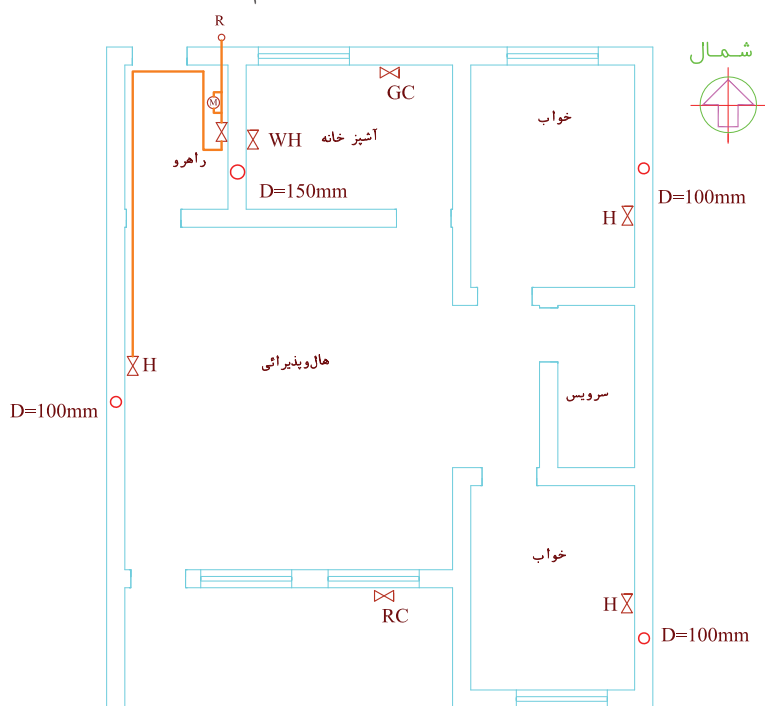 R
شمال
GC
خواب
M
WH
آشپز خانه
راهرو
D=150mm
D=100mm
H
H
هال‌وپذیرائی
D=100mm
سرویس
خواب
H
RC
D=100mm